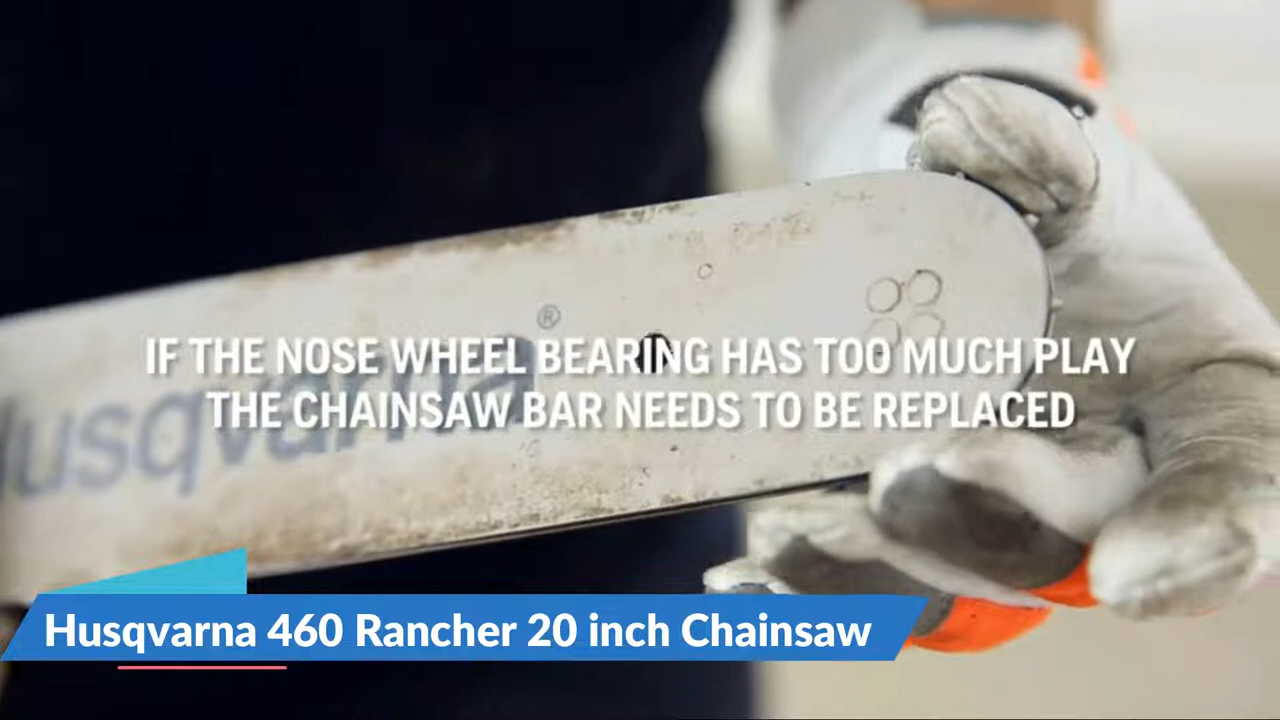 IF THE NOSE WHEEL BEARING HAS TOO MUCH PLAY
THE CHAINSAW BAR NEEDS TO BE REPLACED
Husqvarna®
Husqvarna 460 Rancher 20 inch Chainsaw